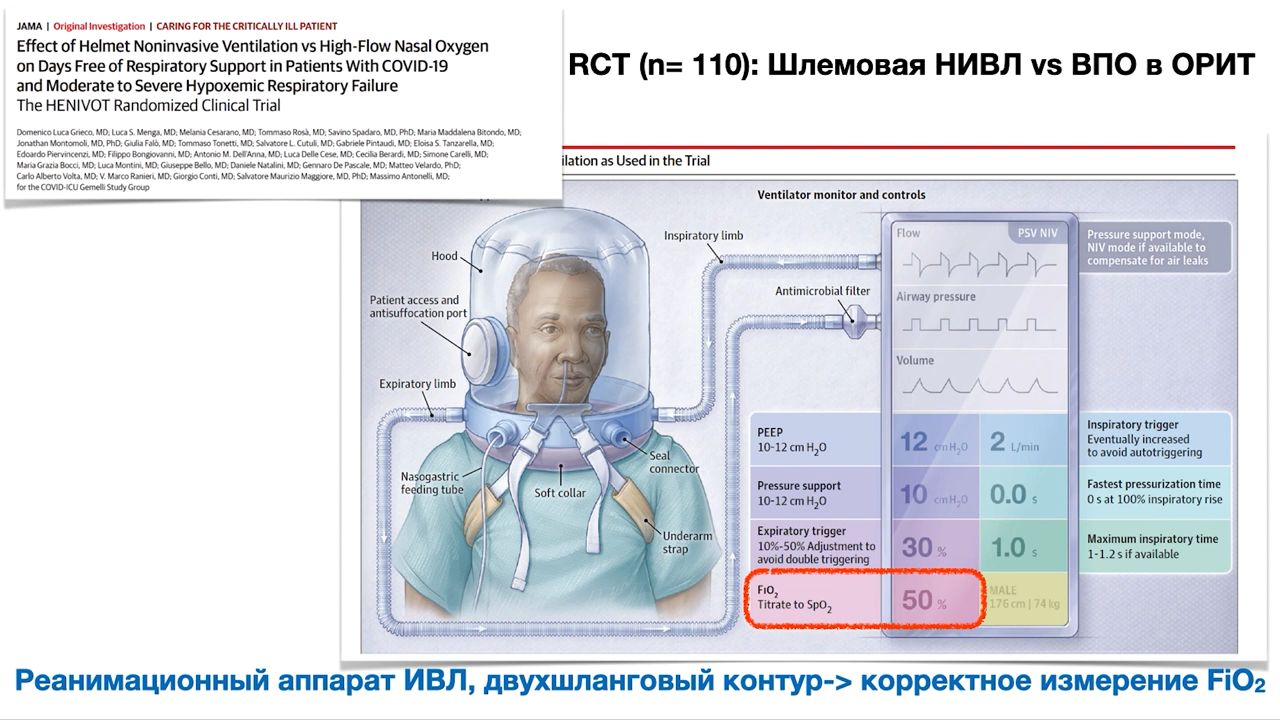 JAMA | Original Investigation | CARING FOR THE CRITICALLY ILL PATIENT
Effect of Helmet Noninvasive Ventilation vs High-Flow Nasal Oxygen
on Days Free of Respiratory Support in Patients With COVID-19
and Moderate to Severe Hypoxemic Respiratory Failure
The HENIVOT Randomized Clinical Trial
Domenico Luca Grieco, MD; Luca S. Menga, MD; Melania Cesarano, MD; Tommaso Rosà, MD; Savino Spadaro, MD, PhD; Maria Maddalena Bitondo, MD;
Jonathan Montomoli, MD, PhD; Giulia Falò, MD; Tommaso Tonetti, MD; Salvatore L. Cutuli, MD; Gabriele Pintaudi, MD; Eloisa S. Tanzarella, MD;
Edoardo Piervincenzi, MD; Filippo Bongiovanni, MD; Antonio M. Dell'Anna, MD; Luca Delle Cese, MD; Cecilia Berardi, MD; Simone Carelli, MD;
Maria Grazia Bocci, MD; Luca Montini, MD; Giuseppe Bello, MD; Daniele Natalini, MD; Gennaro De Pascale, MD; Matteo Velardo, PhD;
Carlo Alberto Volta, MD; V. Marco Ranieri, MD; Giorgio Conti, MD; Salvatore Maurizio Maggiore, MD, PhD; Massimo Antonelli, MD;
for the COVID-ICU Gemelli Study Group
RCT (n= 110): Шлемовая НИВЛ vs ВПО в ОРИТ
ilation as Used in the Trial
Ventilator monitor and controls
Hood
Patient access and
antisuffocation port
Expiratory limb
Nasogastric
feeding tube
Soft collar
Seal
connector
Underarm
strap
Inspiratory limb
Antimicrobial filter
Flow
PSV NIV
Airway pressure
Volume
Pressure support mode,
NIV mode if available to
compensate for air leaks
PEEP
10-12 cm H₂O
12 cm H₂O
2 L/min
Inspiratory trigger
Eventually increased
to avoid autotriggering
Pressure support
10-12 cm H₂O
10 cm H₂O
0.0 s
Fastest pressurization time
0 s at 100% inspiratory rise
Expiratory trigger
10%-50% Adjustment to
avoid double triggering
30 %
1.0 s
Maximum inspiratory time
1-1.2 s if available
FiO₂
Titrate to SpO₂
50 %
MALE
176 cm | 74 kg
Реанимационный аппарат ИВЛ, двухшланговый контур-> корректное измерение FiO₂